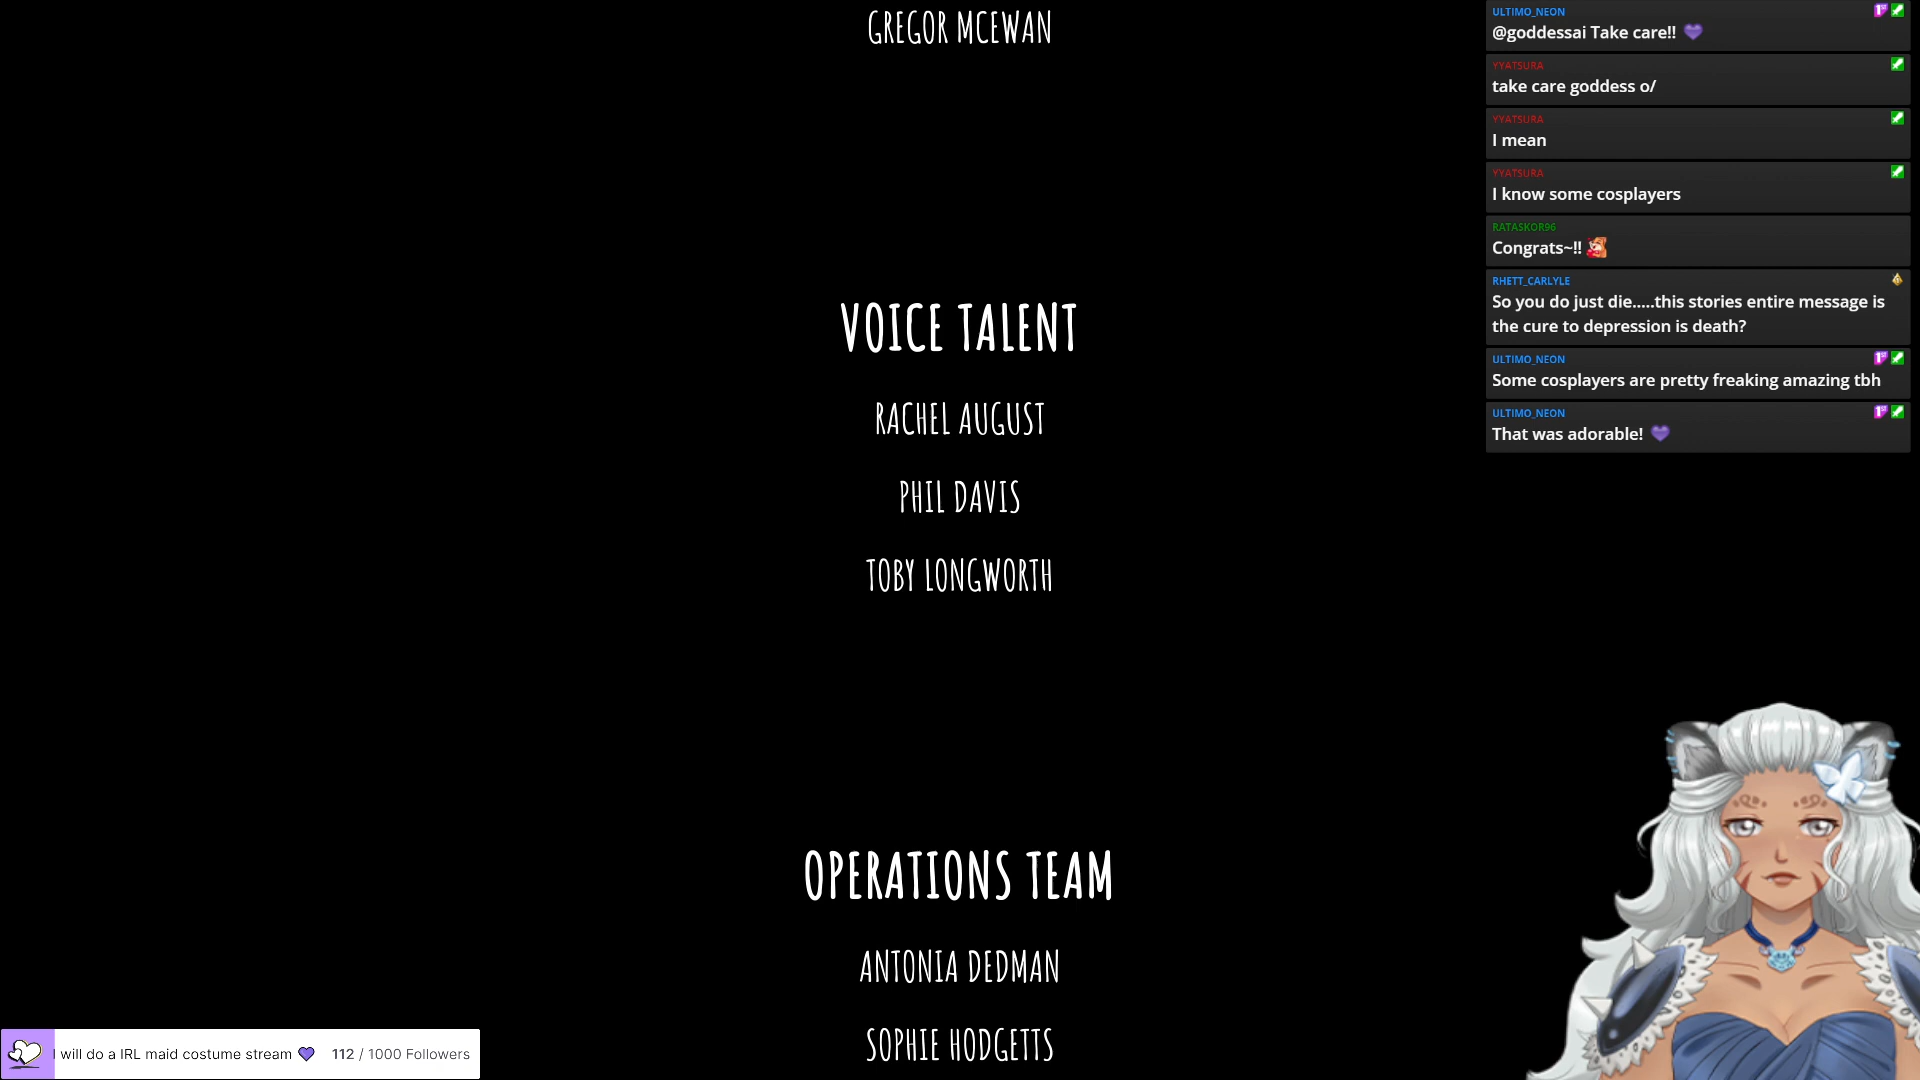 GREGOR MCEWAN
VOICE TALENT
RACHEL AUGUST
PHIL DAVIS
TOBY LONGWORTH
OPERATIONS TEAM
ANTONIA DEDMAN
SOPHIE HODGETTS
ULTIMO_NEON
@goddessai Take care!! 💜
YYATSURA
take care goddess o/
YYATSURA
I mean
YYATSURA
I know some cosplayers
RATASKOR96
Congrats~!!
RHETT_CARLYLE
So you do just die.....this stories entire message is
the cure to depression is death?
ULTIMO_NEON
Some cosplayers are pretty freaking amazing tbh
ULTIMO_NEON
That was adorable! 💜
I will do a IRL maid costume stream 💜 112 / 1000 Followers